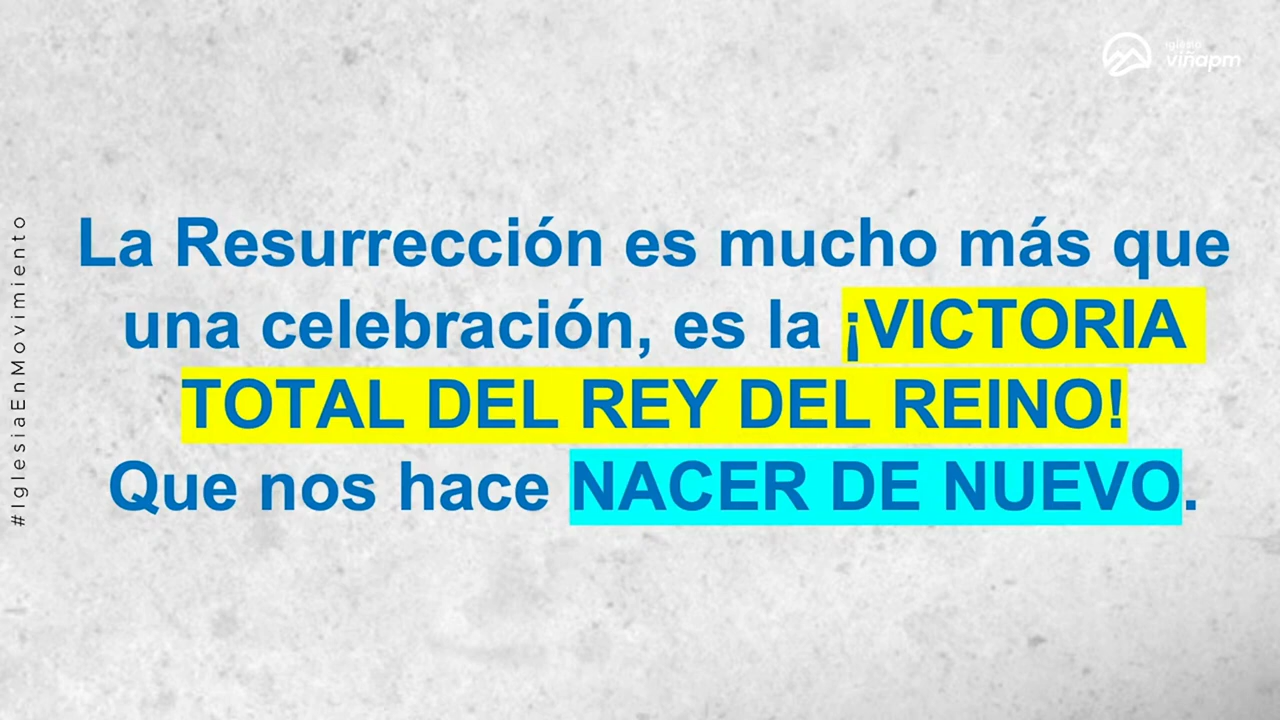 iglesia
viñapm
#IglesiaEnMovimiento
La Resurrección es mucho más que
una celebración, es la ¡VICTORIA
TOTAL DEL REY DEL REINO!
Que nos hace NACER DE NUEVO.